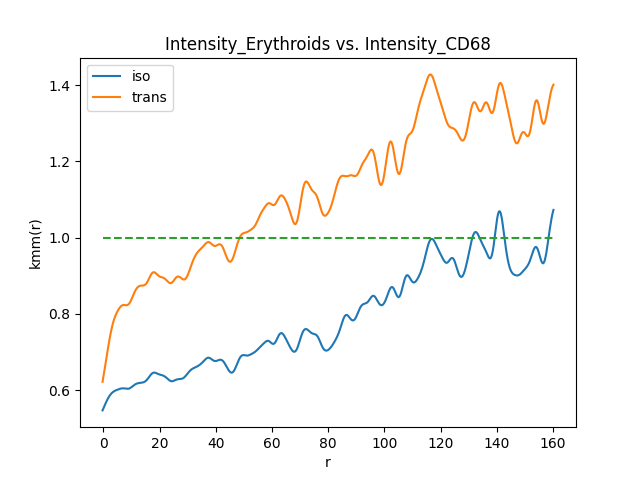 Intensity_Erythroids vs. Intensity_CD68
iso
trans
kmm(r)
1.4
1.2
1.0
0.8
0.6
0 20 40 60 80 100 120 140 160
r